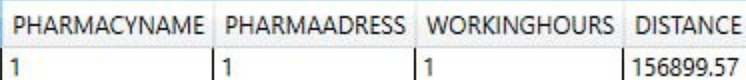 PHARMACYNAME PHARMAADRESS WORKINGHOURS DISTANCE
1 1 1 156899.57